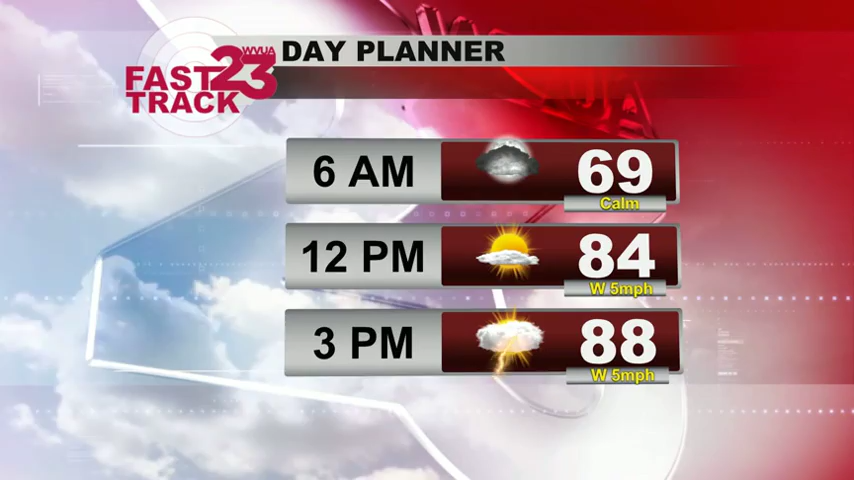 WVUA
23
FAST
TRACK
DAY PLANNER
6 AM
69
Calm
12 PM
84
W 5mph
3 PM
88
W 5mph